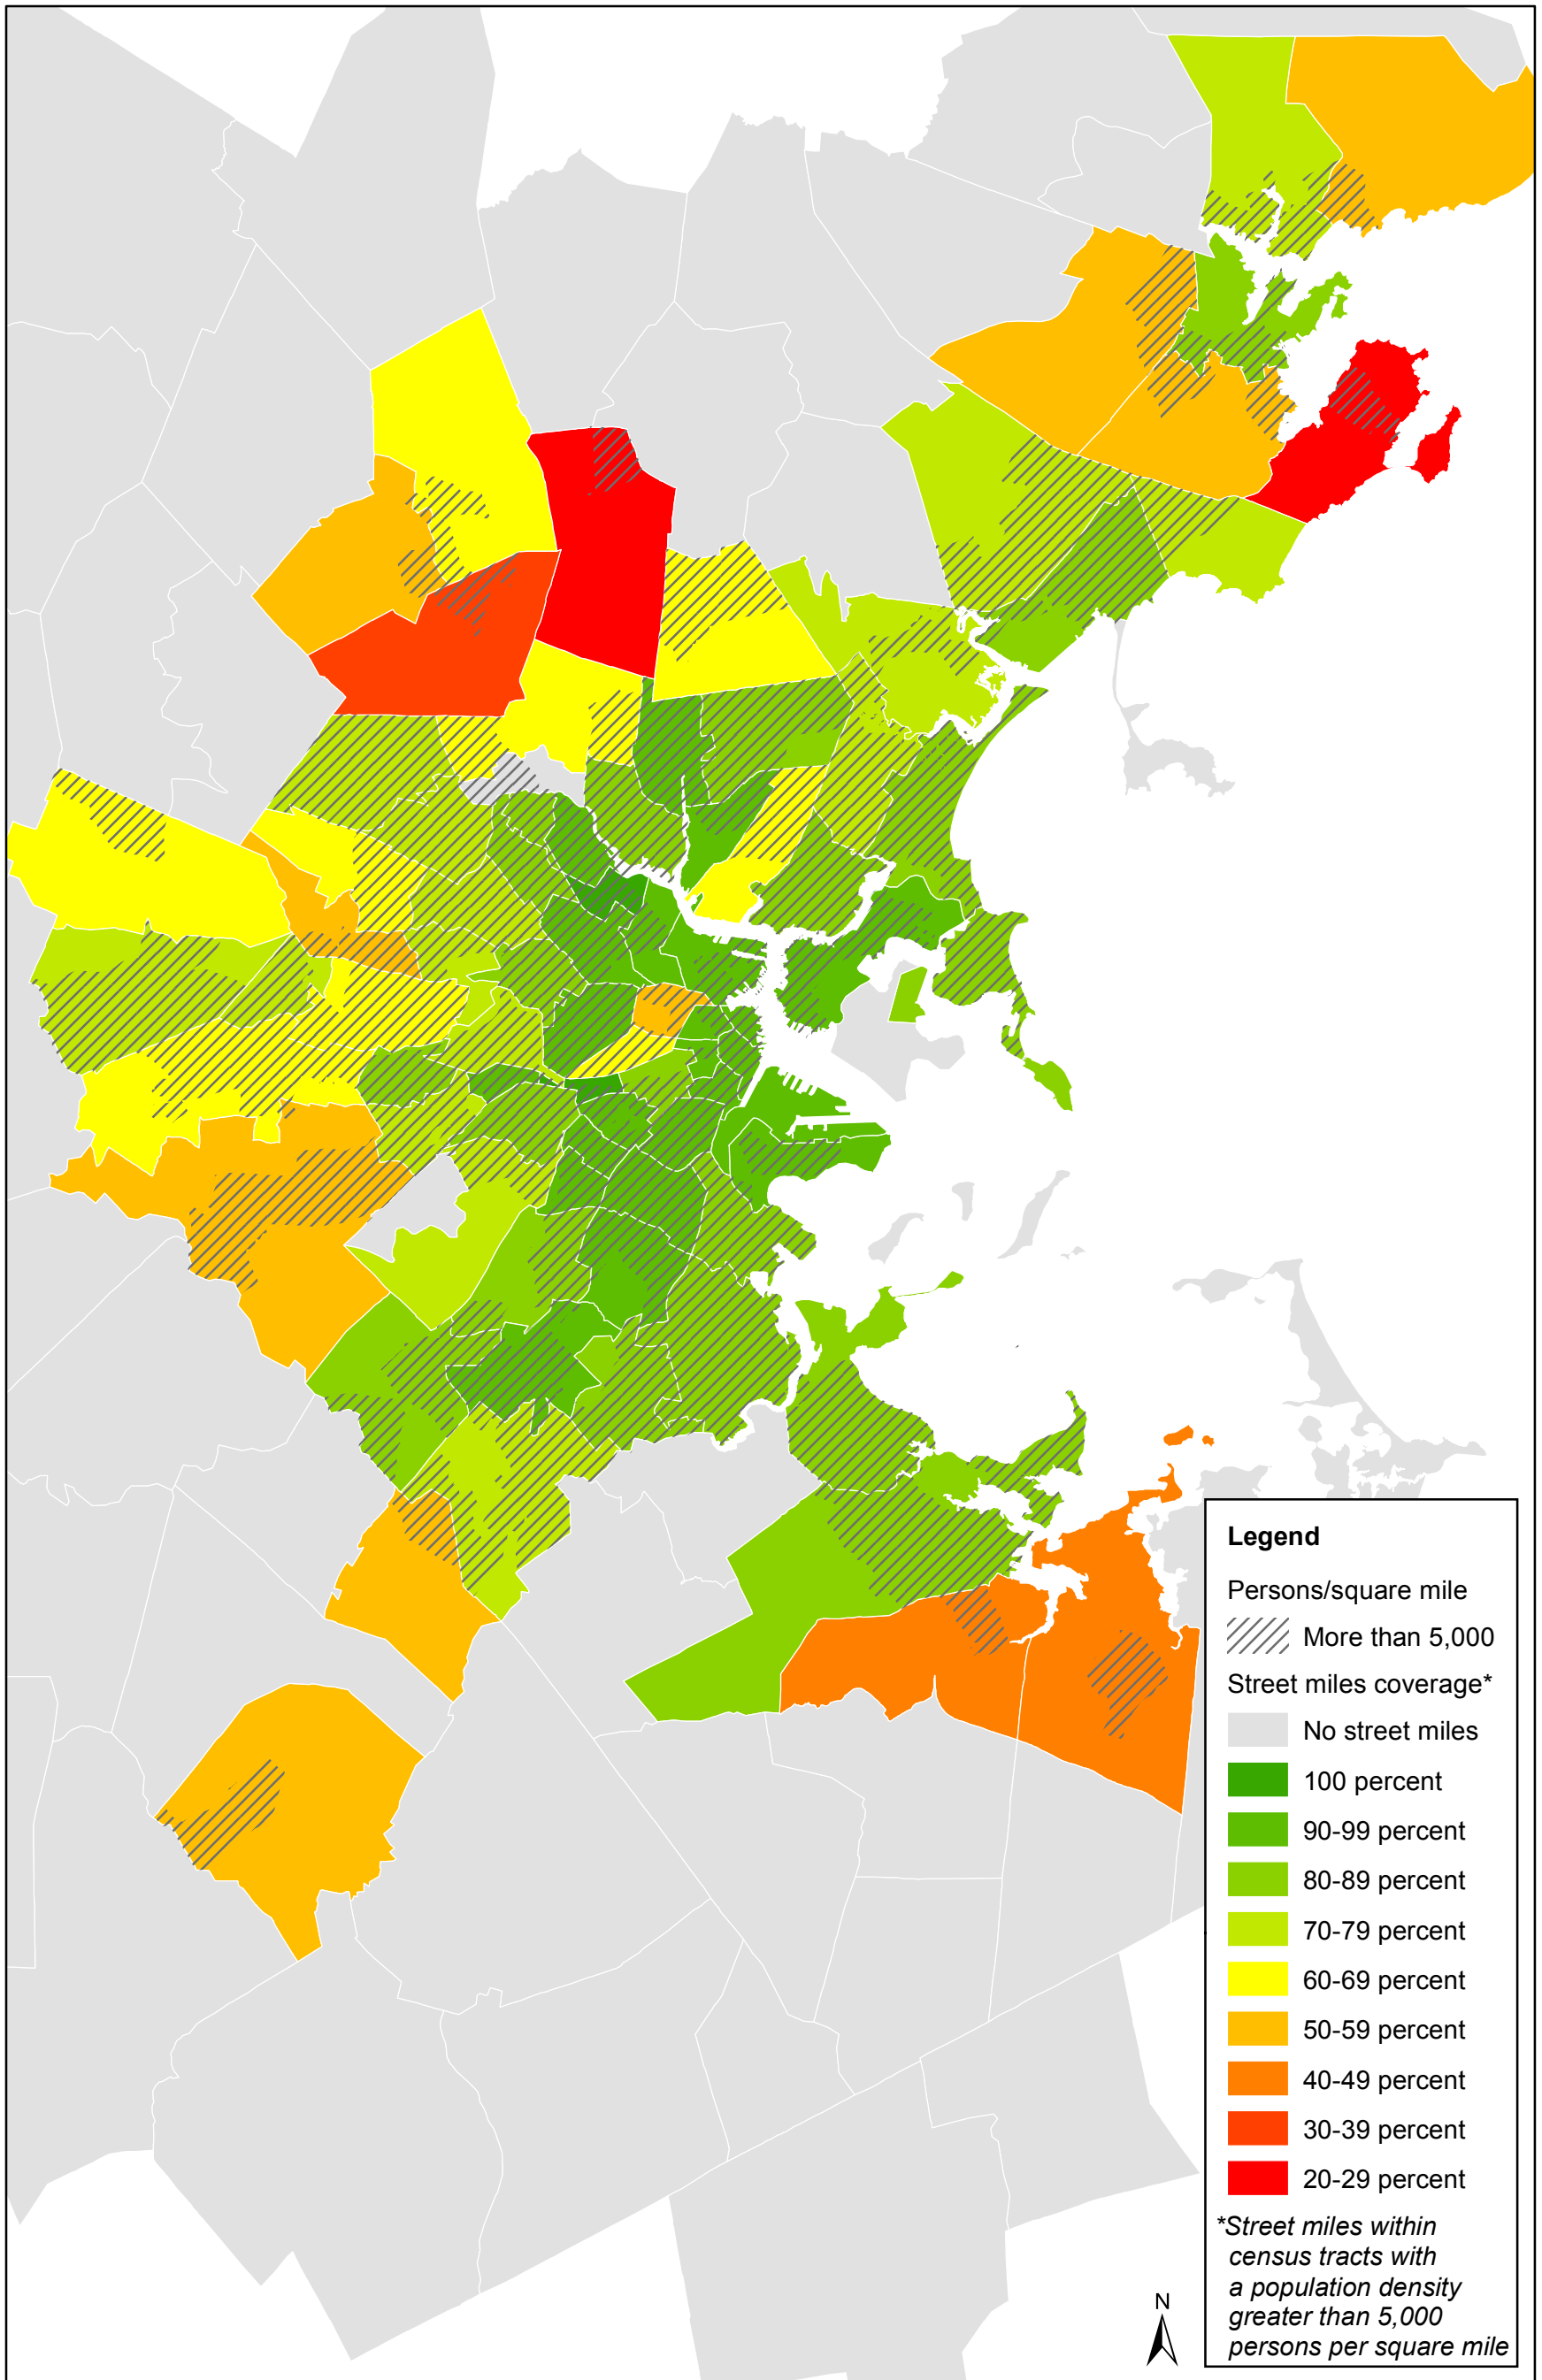 Legend
Persons/square mile
More than 5,000
Street miles coverage*
No street miles
100 percent
90-99 percent
80-89 percent
70-79 percent
60-69 percent
50-59 percent
40-49 percent
30-39 percent
20-29 percent
*Street miles within
census tracts with
a population density
greater than 5,000
persons per square mile
N